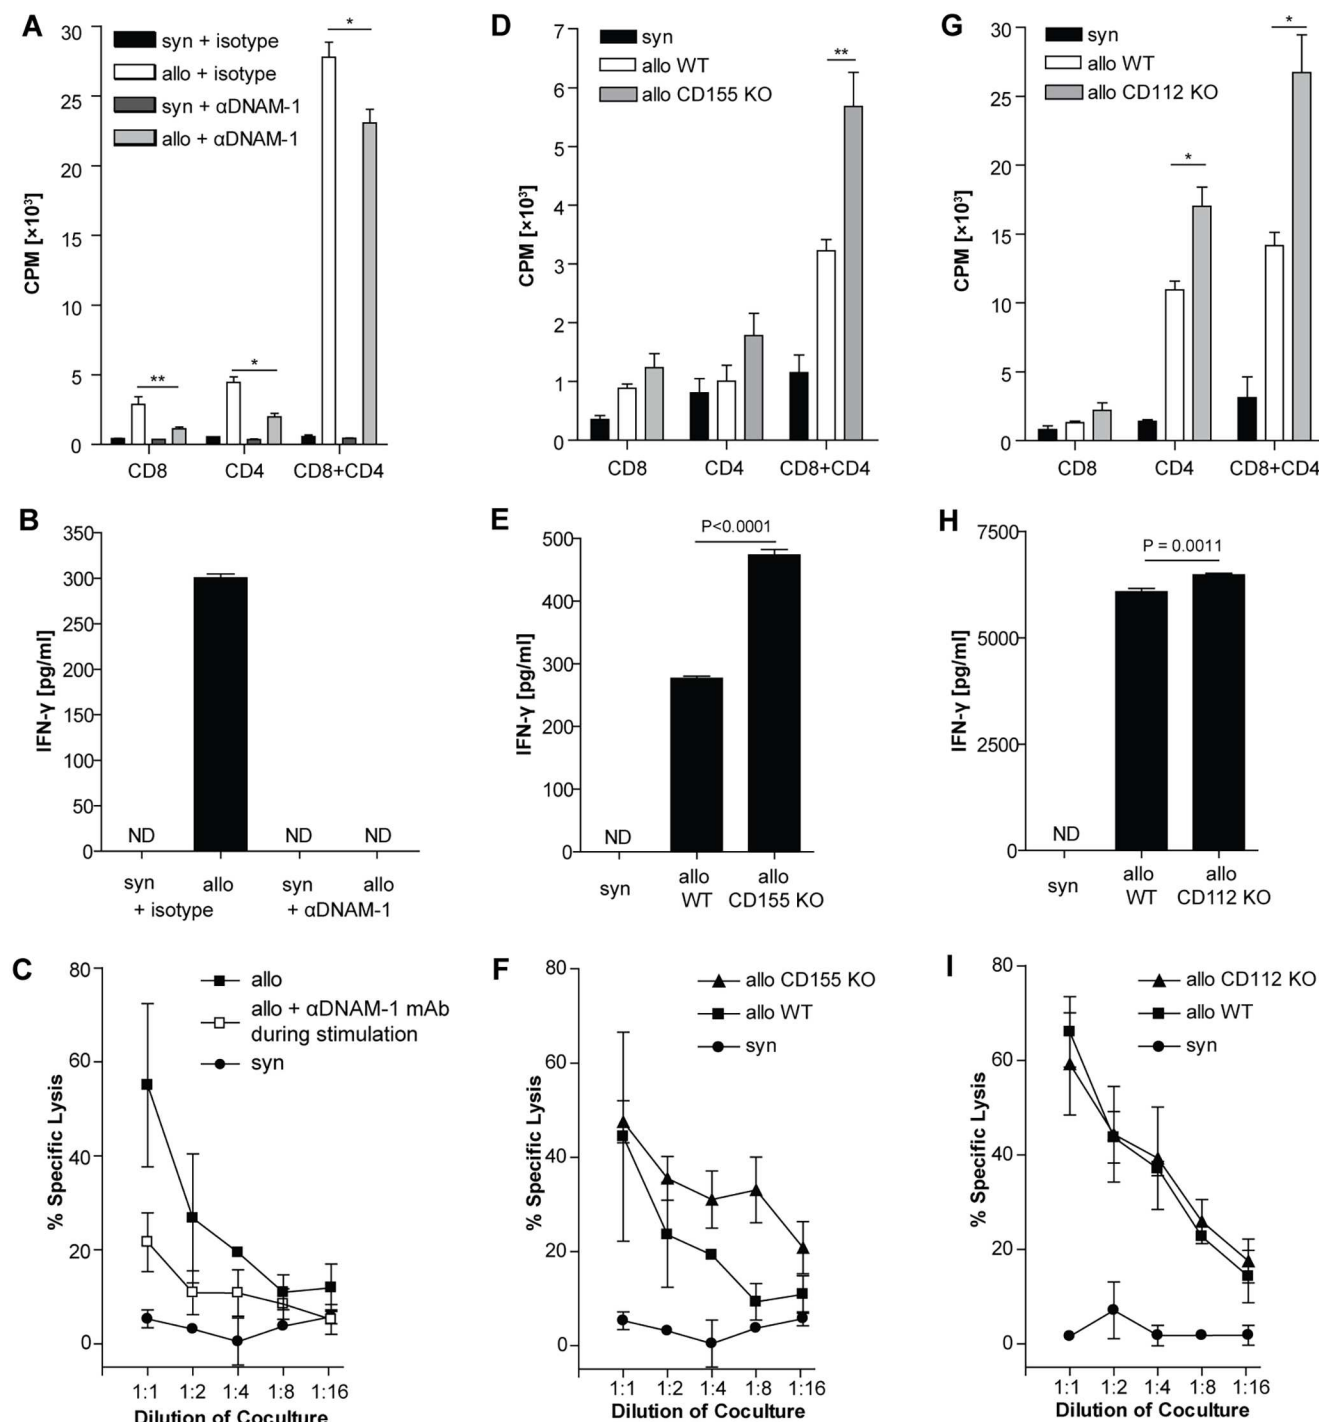 A
30
25
20
15
10
5
0
CPM [×10³]
syn + isotype
allo + isotype
syn + αDNAM-1
allo + αDNAM-1
**
*
*
CD8
CD4
CD8+CD4
D
7
6
5
4
3
2
1
0
CPM [×10³]
syn
allo WT
allo CD155 KO
**
CD8
CD4
CD8+CD4
G
30
25
20
15
10
5
0
CPM [×10³]
syn
allo WT
allo CD112 KO
*
*
CD8
CD4
CD8+CD4
B
350
300
250
200
150
100
50
0
IFN-γ [pg/ml]
ND
ND
ND
syn
allo
syn
allo
+ isotype
+ αDNAM-1
E
500
400
300
200
100
0
IFN-γ [pg/ml]
P<0.0001
ND
syn
allo
WT
allo
CD155 KO
H
7500
5000
2500
0
IFN-γ [pg/ml]
P = 0.0011
ND
syn
allo
WT
allo
CD112 KO
C
80
60
40
20
0
% Specific Lysis
allo
allo + αDNAM-1 mAb
during stimulation
syn
1:1
1:2
1:4
1:8
1:16
Dilution of Coculture
F
80
60
40
20
0
% Specific Lysis
allo CD155 KO
allo WT
syn
1:1
1:2
1:4
1:8
1:16
Dilution of Coculture
I
80
60
40
20
0
% Specific Lysis
allo CD112 KO
allo WT
syn
1:1
1:2
1:4
1:8
1:16
Dilution of Coculture